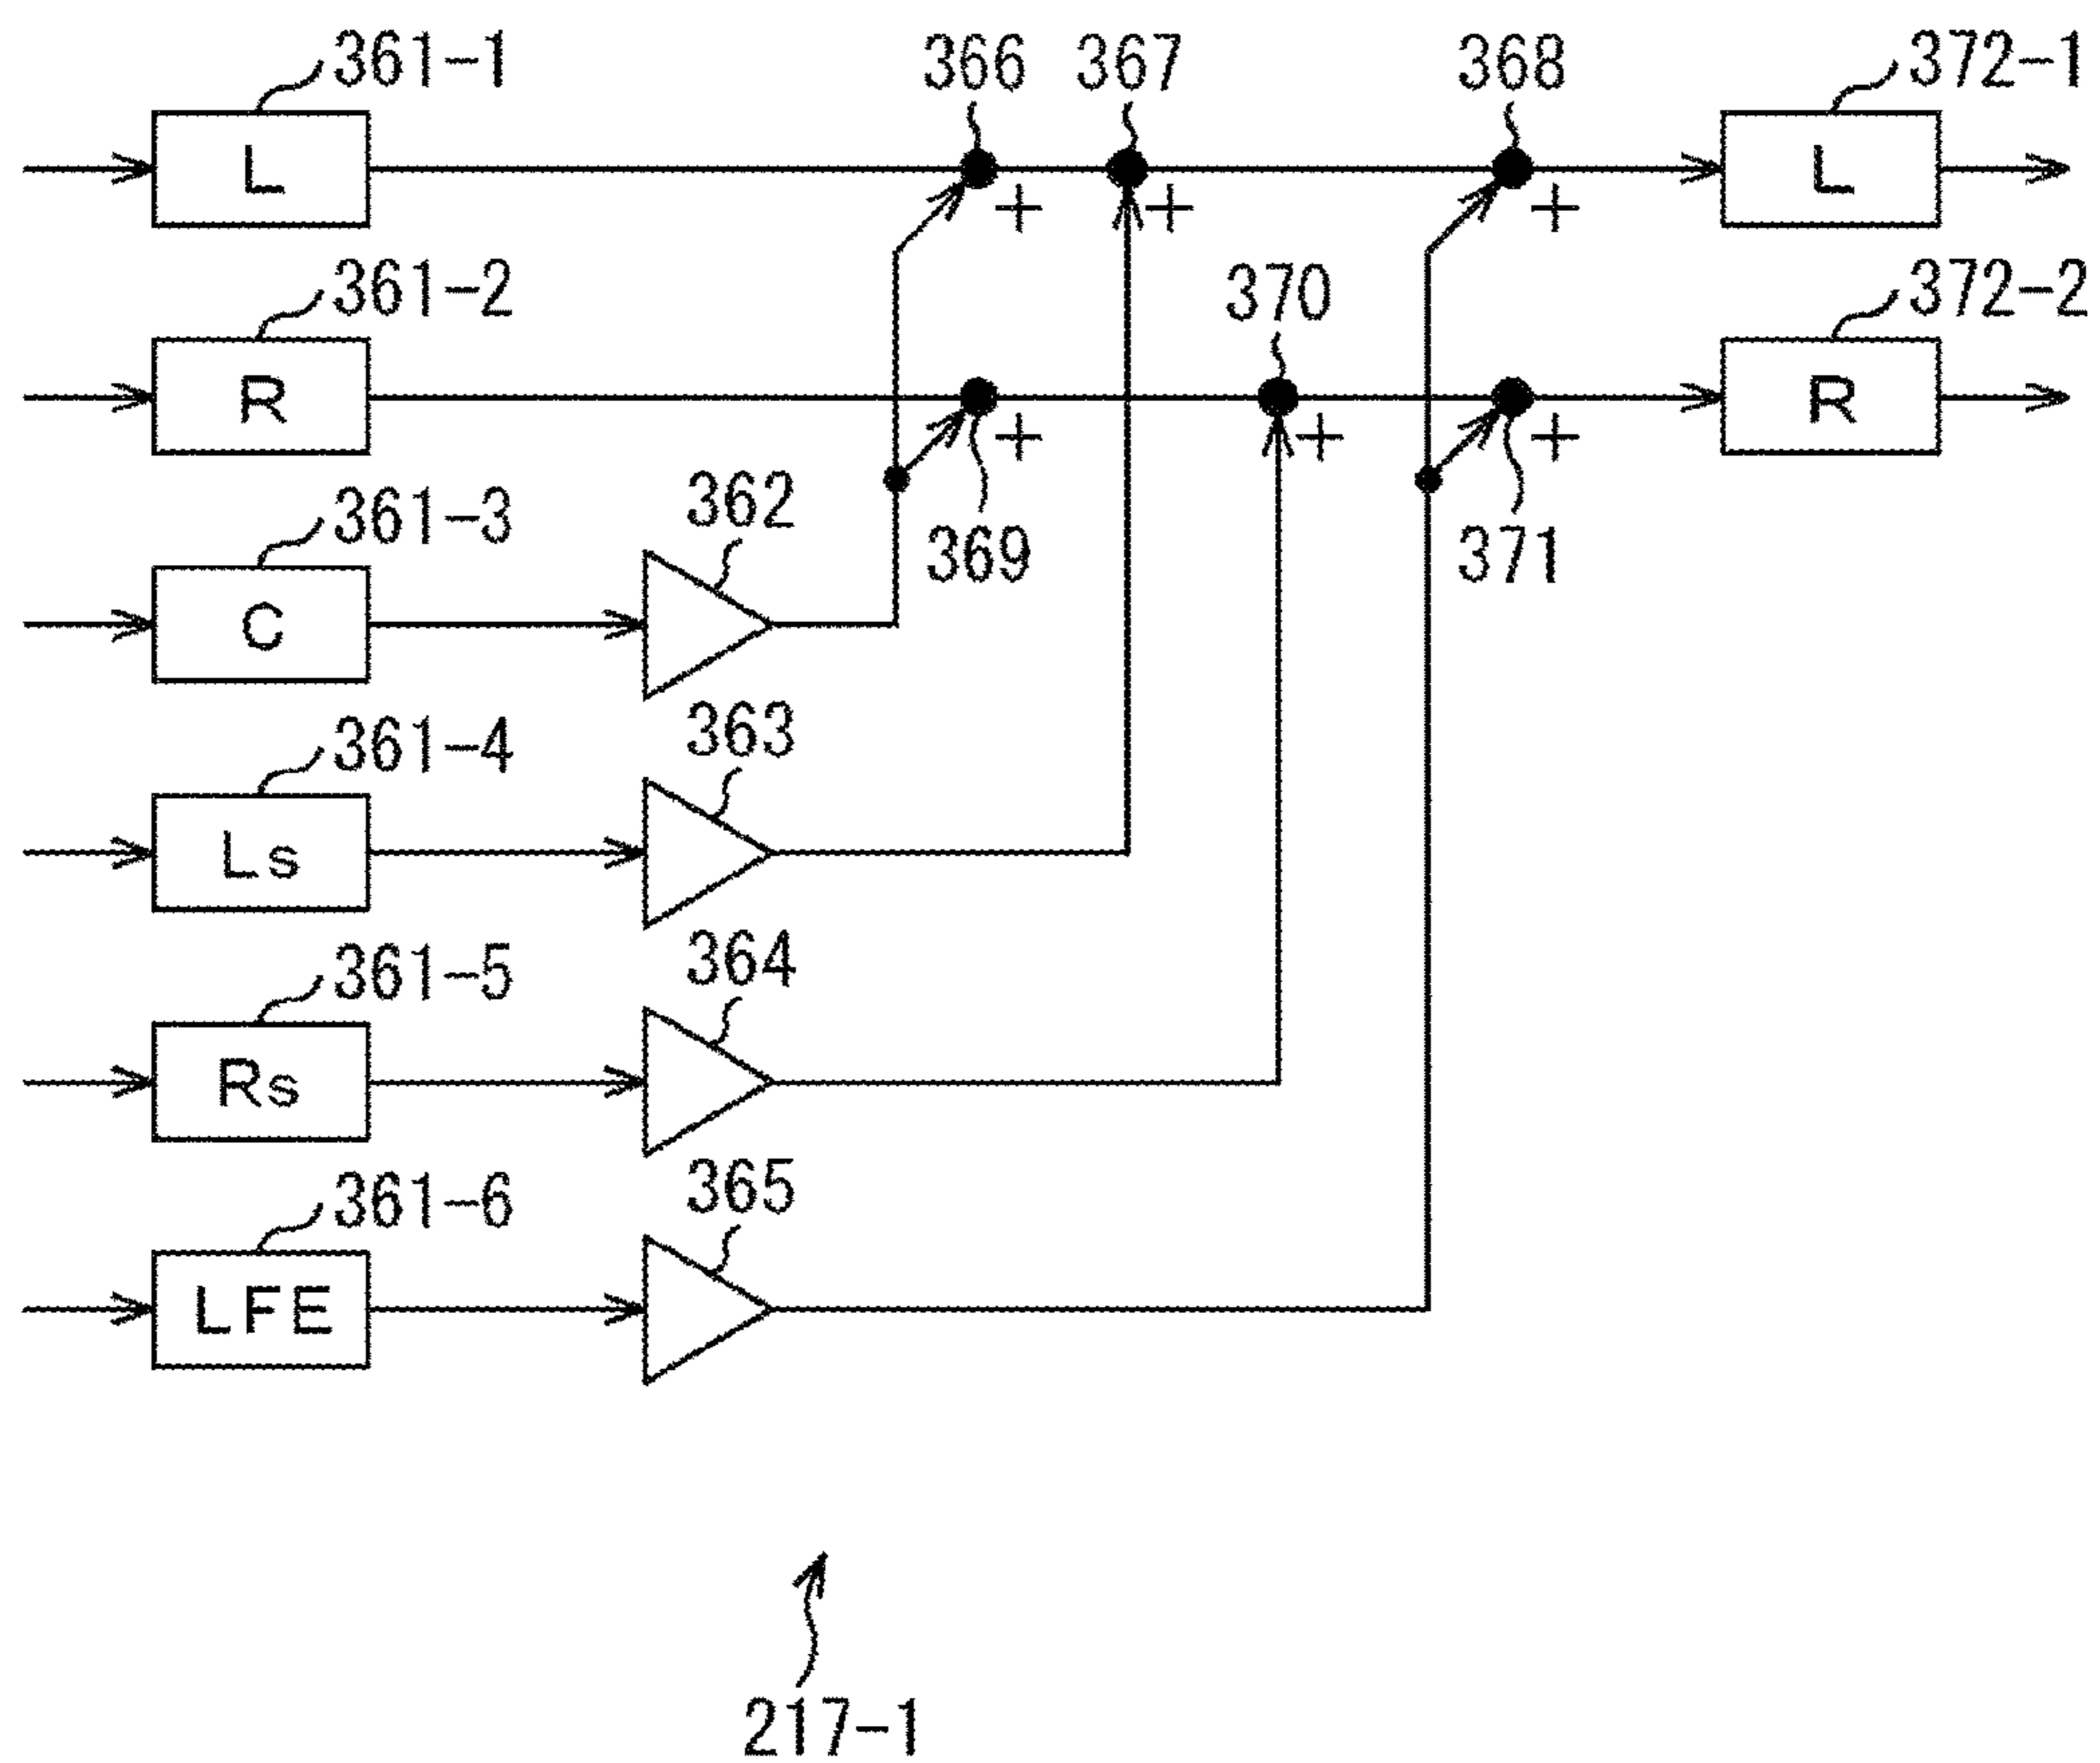 361-1 366 367 368 372-1
L L
+ + +
361-2 370 372-2
R R
+ + +
361-3 362 369 371
C
361-4 363
Ls
361-5 364
Rs
361-6 365
LFE
217-1